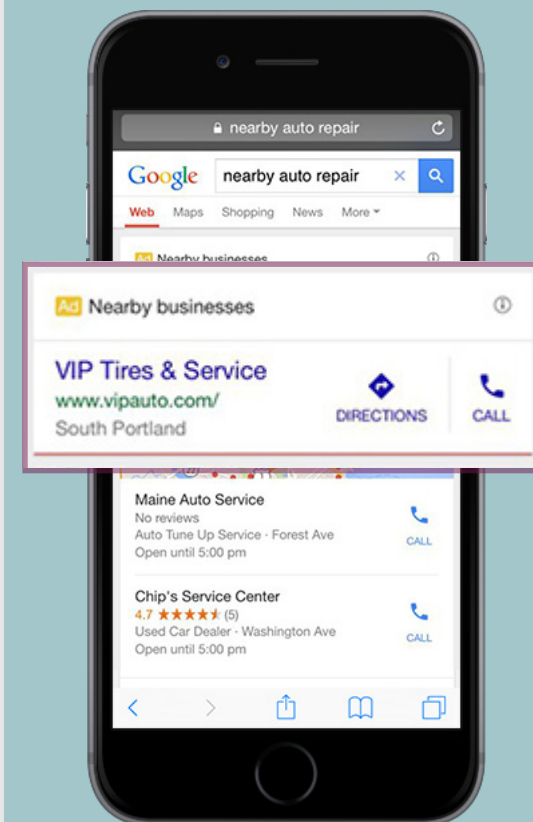 nearby auto repair
Google nearby auto repair
Web Maps Shopping News More
Ad Nearby businesses
Ad Nearby businesses
VIP Tires & Service
www.vipauto.com/
South Portland
DIRECTIONS
CALL
Maine Auto Service
No reviews
Auto Tune Up Service · Forest Ave
Open until 5:00 pm
CALL
Chip's Service Center
4.7 ★★★★★ (5)
Used Car Dealer · Washington Ave
Open until 5:00 pm
CALL